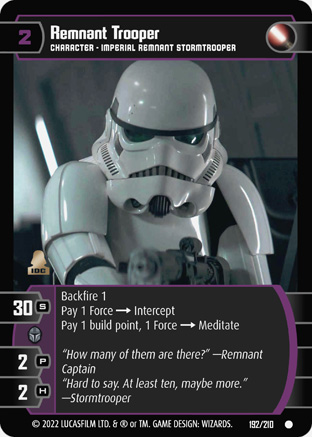 2
Remnant Trooper
CHARACTER - IMPERIAL REMNANT STORMTROOPER
IDC
30 S
Backfire 1
Pay 1 Force → Intercept
Pay 1 build point, 1 Force → Meditate
2 P
“How many of them are there?” —Remnant
Captain
2 H
“Hard to say. At least ten, maybe more.”
—Stormtrooper
© 2022 LUCASFILM LTD. & ® or TM. GAME DESIGN: WIZARDS.
192/210